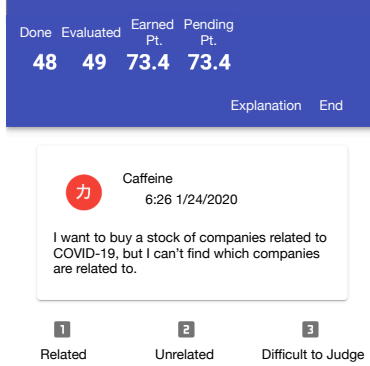 Done Evaluated Earned Pt. Pending Pt.
48 49 73.4 73.4
Explanation End
カ
Caffeine
6:26 1/24/2020
I want to buy a stock of companies related to
COVID-19, but I can't find which companies
are related to.
1 2 3
Related Unrelated Difficult to Judge